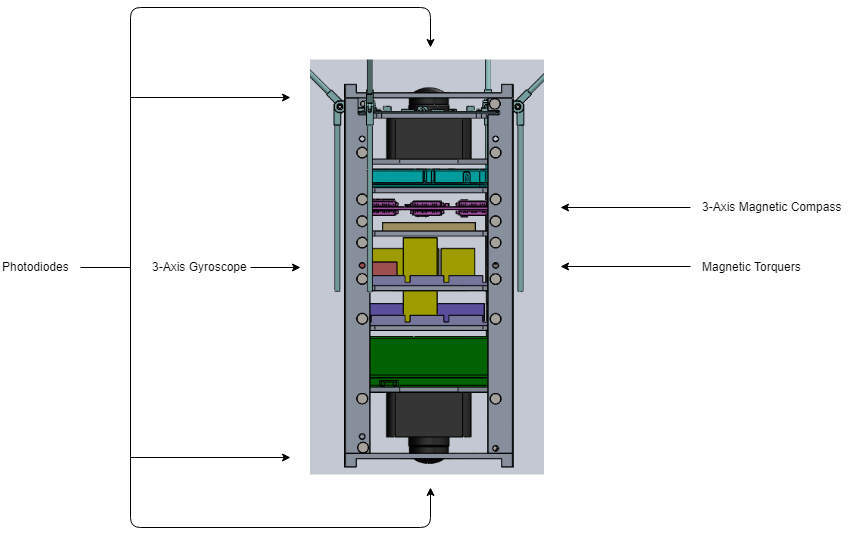 3-Axis Magnetic Compass
Photodiodes
3-Axis Gyroscope
Magnetic Torquers